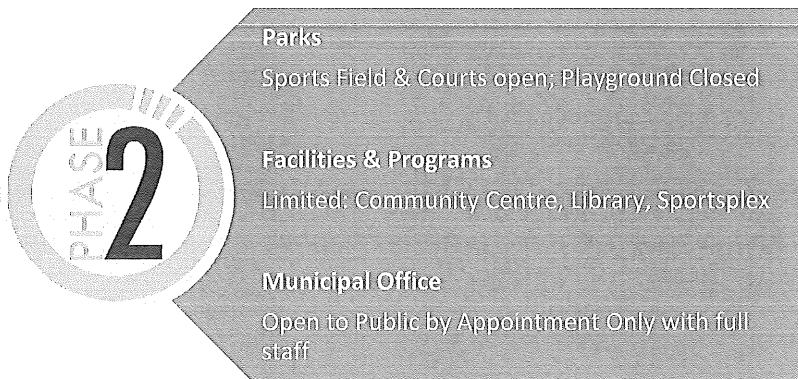 PHASE 2
Parks
Sports Field & Courts open; Playground Closed
Facilities & Programs
Limited: Community Centre, Library, Sportsplex
Municipal Office
Open to Public by Appointment Only with full
staff